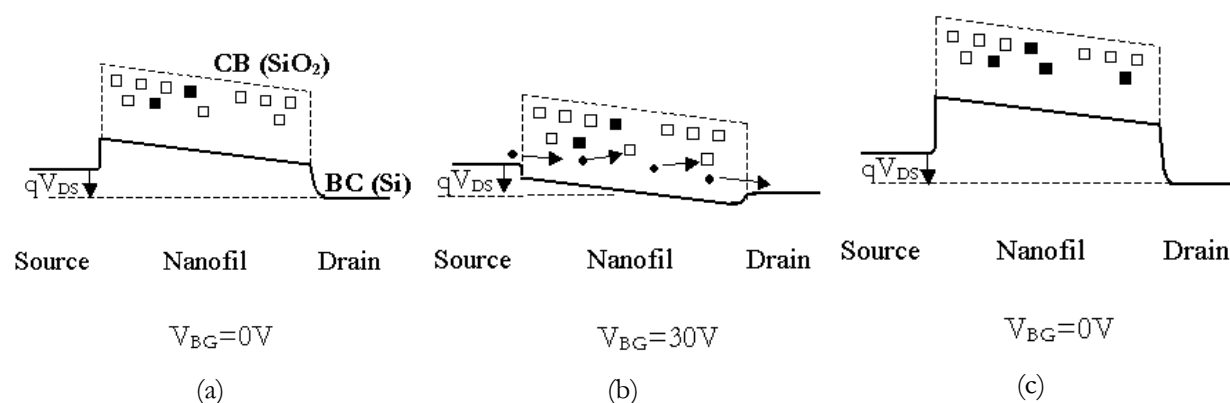 CB (SiO₂)
qV_DS
BC (Si)
Source Nanofil Drain
V_BG=0V
(a)
qV_DS
Source Nanofil Drain
V_BG=30V
(b)
qV_DS
Source Nanofil Drain
V_BG=0V
(c)